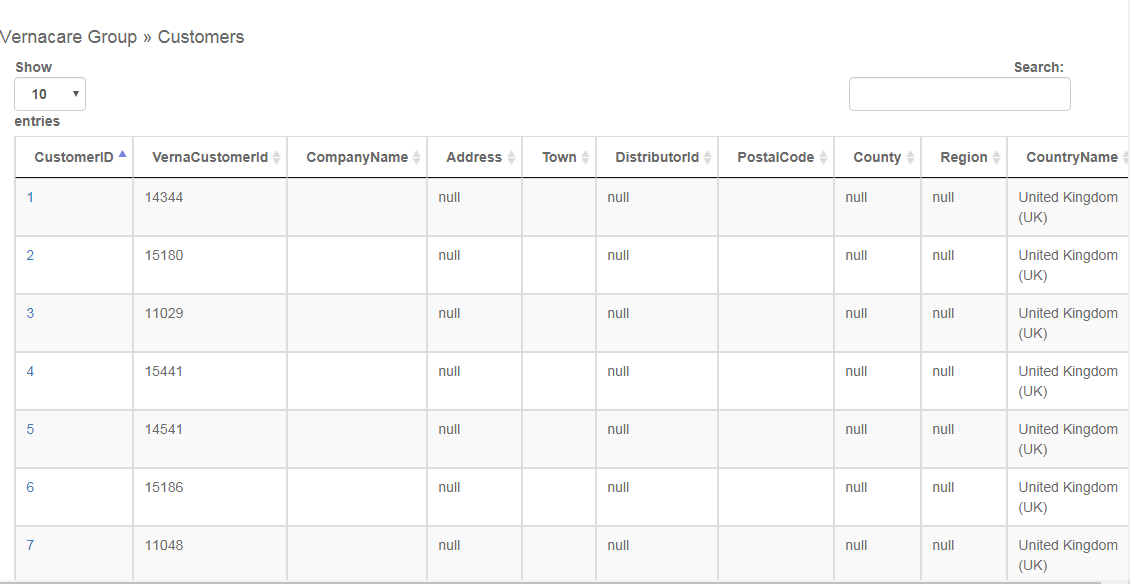 Vernacare Group » Customers
Show
Search:
10
entries
CustomerID VernaCustomerId CompanyName Address Town DistributorId PostalCode County Region CountryName
1 14344 null null null null United Kingdom
(UK)
2 15180 null null null null United Kingdom
(UK)
3 11029 null null null null United Kingdom
(UK)
4 15441 null null null null United Kingdom
(UK)
5 14541 null null null null United Kingdom
(UK)
6 15186 null null null null United Kingdom
(UK)
7 11048 null null null null United Kingdom
(UK)